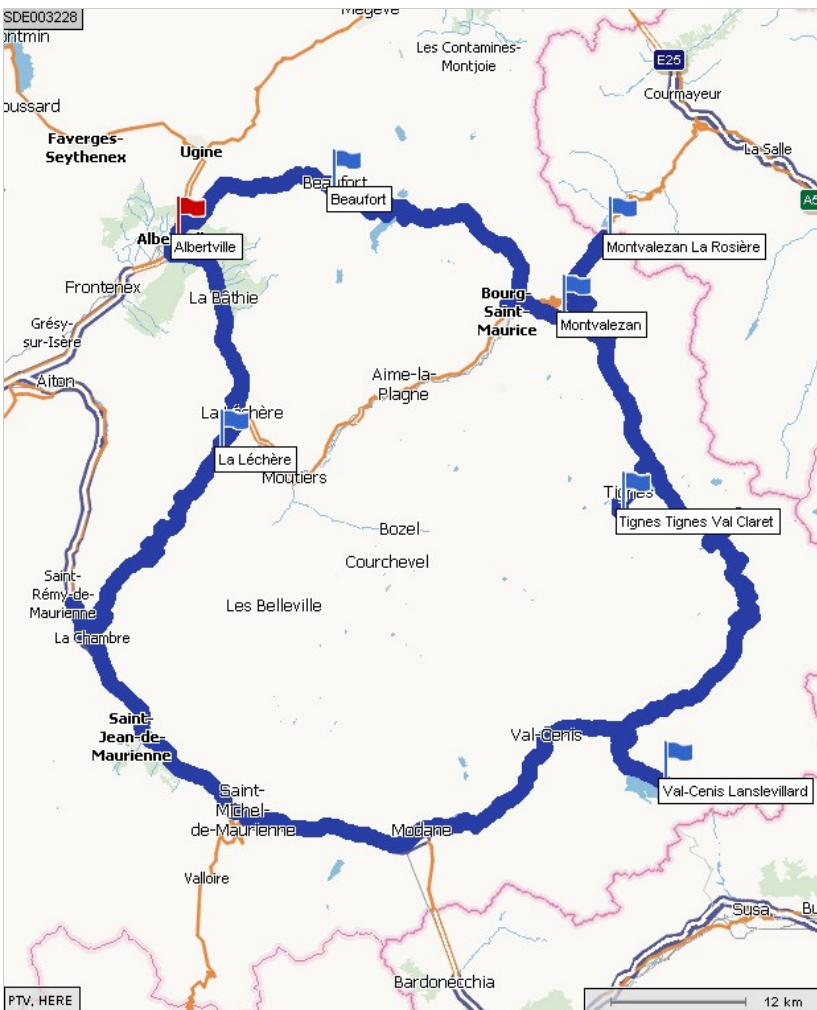 SDE003228
Megève
ontmin
Les Contamines-
Montjoie
E25
Courmayeur
oussard
Faverges-
Seythenex
Ugine
La Salle
A5
Beaufort
Beaufort
Albertville
Montvalezan La Rosière
Frontenex
La Bâthie
Bourg-
Saint-
Maurice
Montvalezan
Grésy-
sur-Isère
Aiton
Aime-la-
Plagne
La Léchère
La Léchère
Moutiers
Tignes
Tignes Tignes Val Claret
Bozel
Courchevel
Saint-
Rémy-de-
Maurienne
Les Belleville
La Chambre
Saint-
Jean-de-
Maurienne
Val-Cenis
Val-Cenis Lanslevillard
Saint-
Michel-
de-Maurienne
Modane
Valloire
Susa
Bu
Bardonecchia
PTV, HERE
12 km